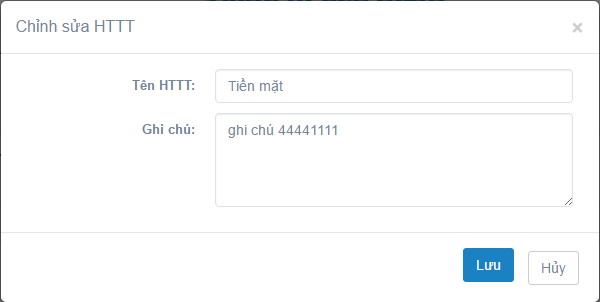 Chỉnh sửa HTTT
×
Tên HTTT:
Tiền mặt
Ghi chú:
ghi chú 44441111
Lưu
Hủy